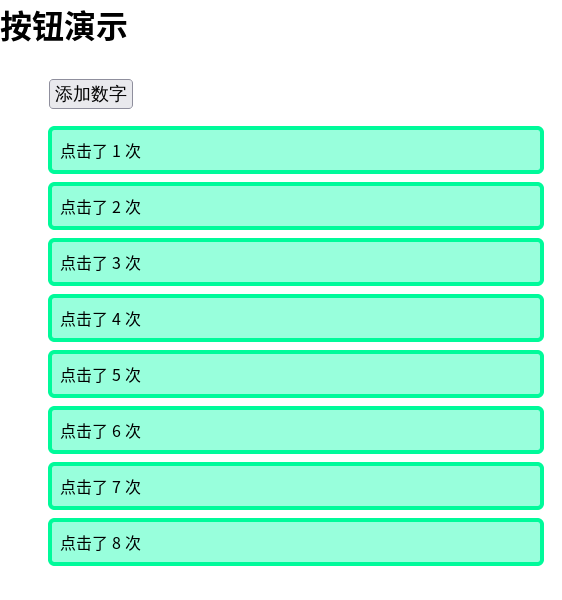 按钮演示
添加数字
点击了 1 次
点击了 2 次
点击了 3 次
点击了 4 次
点击了 5 次
点击了 6 次
点击了 7 次
点击了 8 次